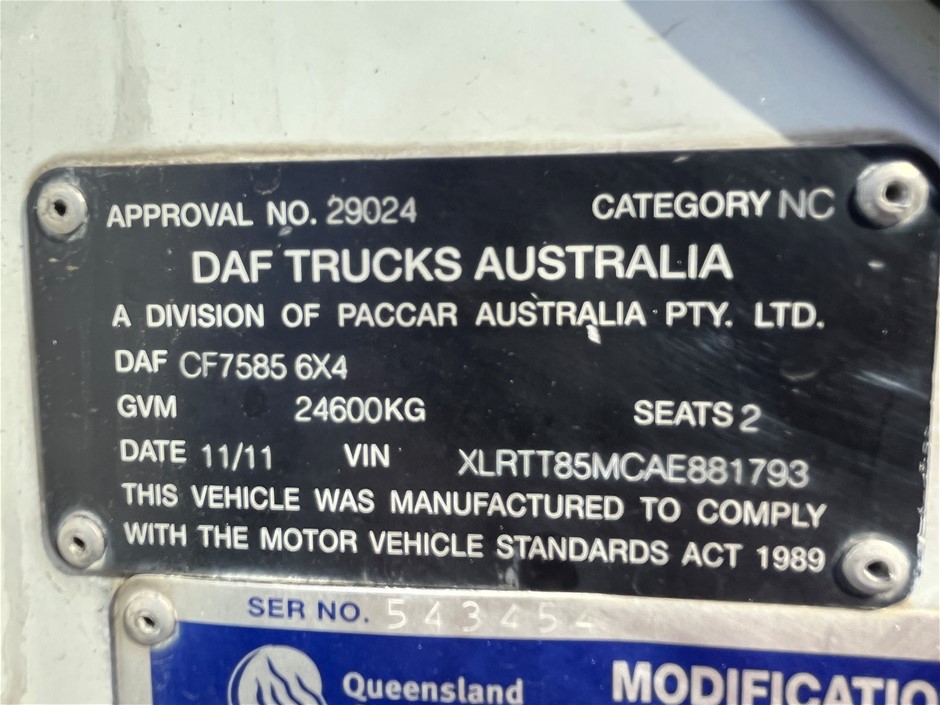 APPROVAL NO. 29024 CATEGORY NC
DAF TRUCKS AUSTRALIA
A DIVISION OF PACCAR AUSTRALIA PTY. LTD.
DAF CF7585 6X4
GVM 24600KG SEATS 2
DATE 11/11 VIN XLRTT85MCAE881793
THIS VEHICLE WAS MANUFACTURED TO COMPLY
WITH THE MOTOR VEHICLE STANDARDS ACT 1989
SER NO. 543454
Queensland MODIFICATIO